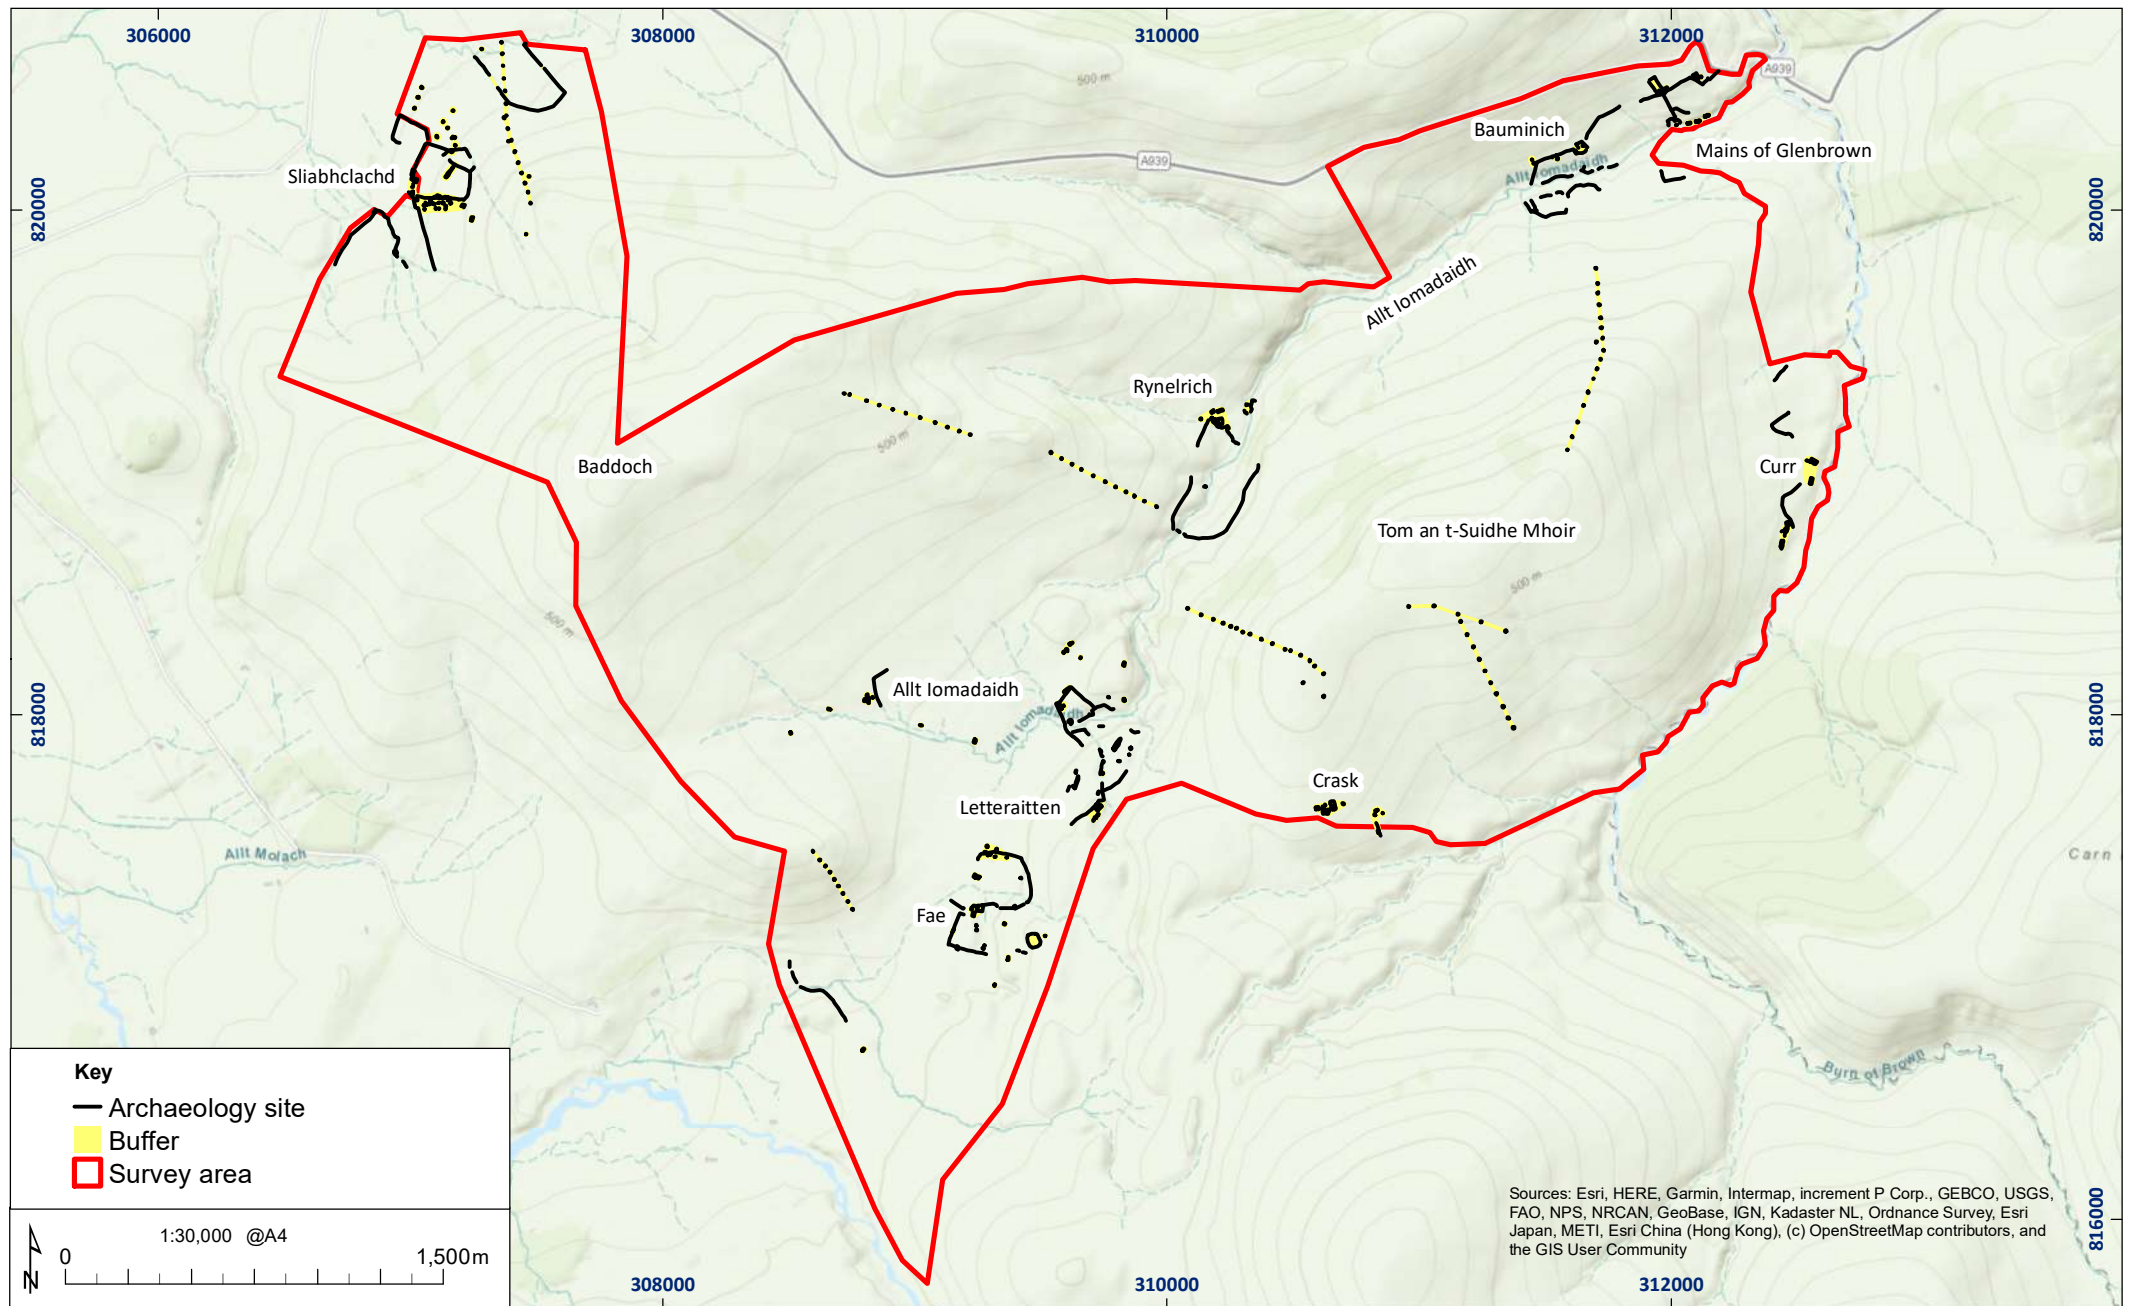 306000
308000
310000
312000
500 m
A939
A939
Bauminich
Mains of Glenbrown
Sliabhclachd
Allt Iomadaidh
820000
820000
Allt Iomadaidh
Rynelrich
500 m
Baddoch
Curr
Tom an t-Suidhe Mhoir
500 m
500 m
Allt Iomadaidh
818000
818000
Allt Iomadaidh
Crask
Letteraitten
Allt Molach
Carn
Fae
Burn of Brown
Key
Archaeology site
Buffer
Survey area
Sources: Esri, HERE, Garmin, Intermap, increment P Corp., GEBCO, USGS,
FAO, NPS, NRCAN, GeoBase, IGN, Kadaster NL, Ordnance Survey, Esri
Japan, METI, Esri China (Hong Kong), (c) OpenStreetMap contributors, and
the GIS User Community
816000
1:30,000 @A4
0
1,500m
N
308000
310000
312000